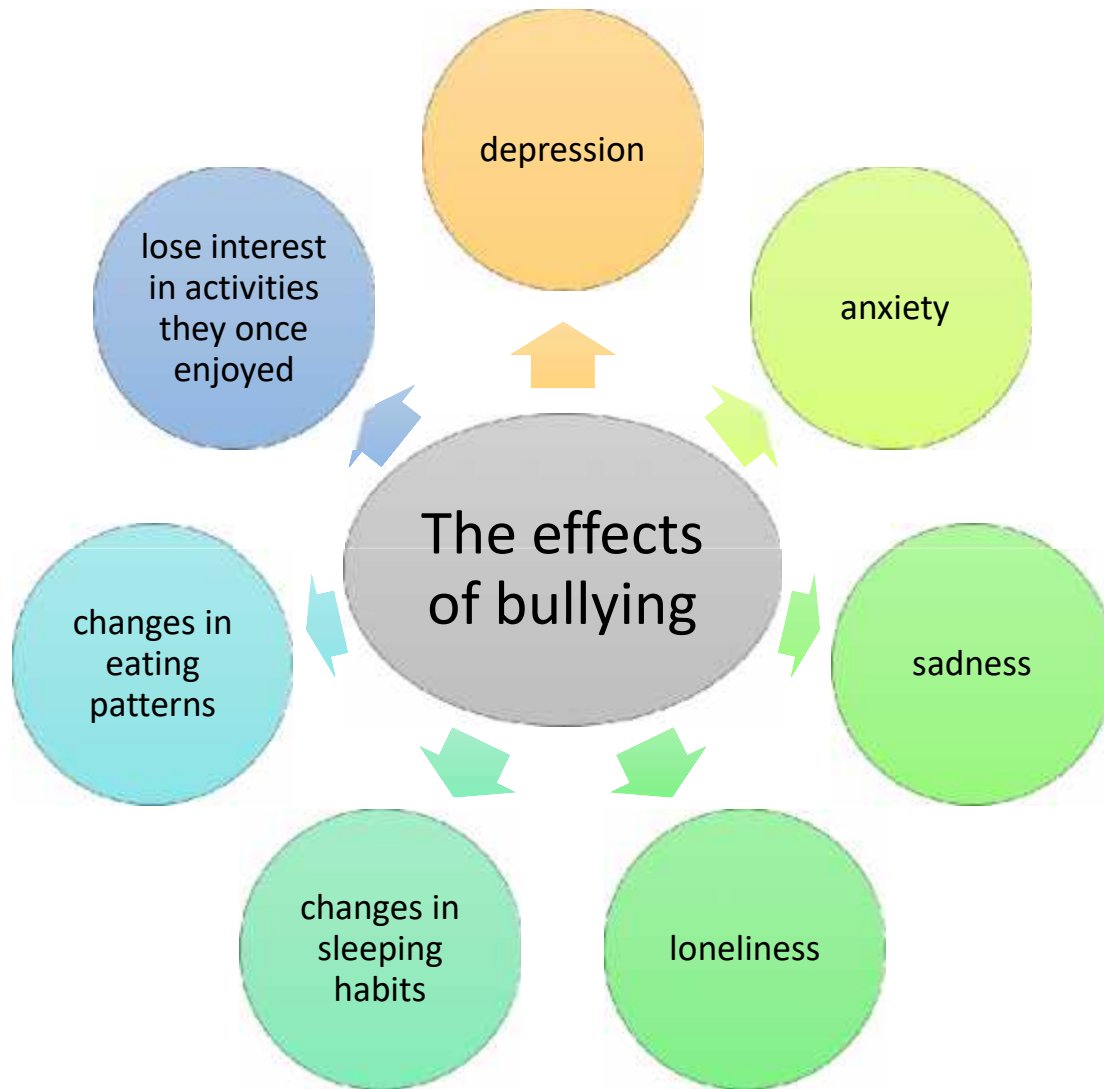 depression
anxiety
sadness
loneliness
changes in
sleeping
habits
changes in
eating
patterns
lose interest
in activities
they once
enjoyed
The effects
of bullying